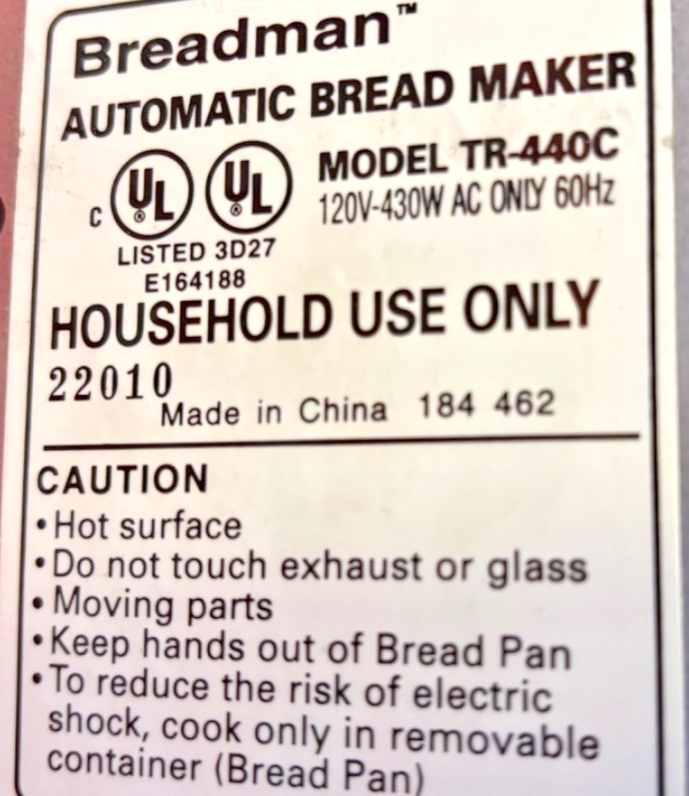 Breadman™
AUTOMATIC BREAD MAKER
C UL® UL® MODEL TR-440C
120V-430W AC ONLY 60Hz
LISTED 3D27
E164188
HOUSEHOLD USE ONLY
22010
Made in China 184 462
CAUTION
•Hot surface
•Do not touch exhaust or glass
•Moving parts
•Keep hands out of Bread Pan
•To reduce the risk of electric
shock, cook only in removable
container (Bread Pan)